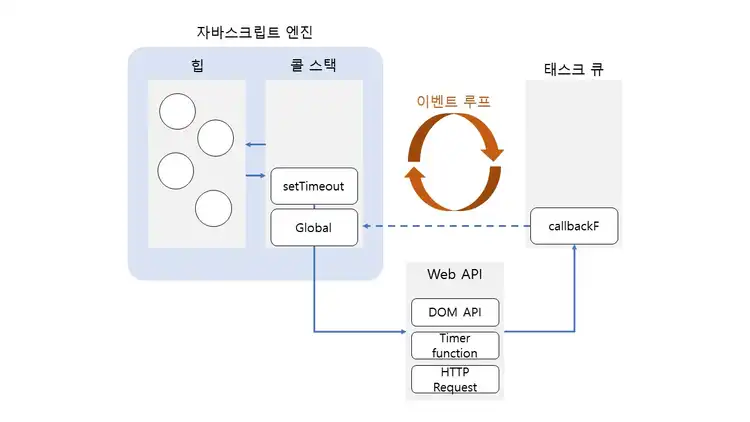 자바스크립트 엔진
힙
콜 스택
태스크 큐
이벤트 루프
setTimeout
Global
callbackF
Web API
DOM API
Timer
function
HTTP
Request